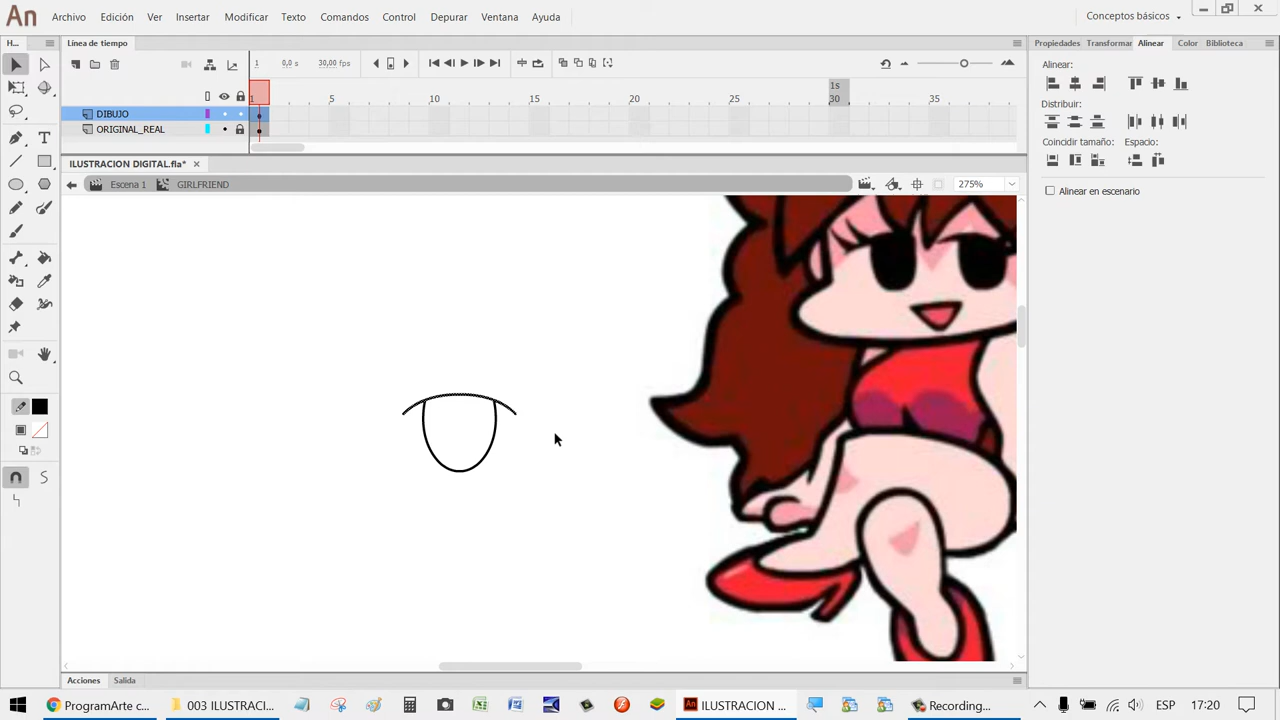 An Archivo Edición Ver Insertar Modificar Texto Comandos Control Depurar Ventana Ayuda Conceptos básicos
H... Línea de tiempo Propiedades Transformar Alinear Color Biblioteca
1 0,0 s 30,00 fps
Alinear:
1s
1 5 10 15 20 25 30 35
Distribuir:
DIBUJO
ORIGINAL_REAL
Coincidir tamaño: Espacio:
ILUSTRACION DIGITAL.fla* ×
Escena 1 GIRLFRIEND 275%
Alinear en escenario
Acciones Salida
ProgramArte c... 003 ILUSTRACI... ILUSTRACION ... Recording... ESP 17:20